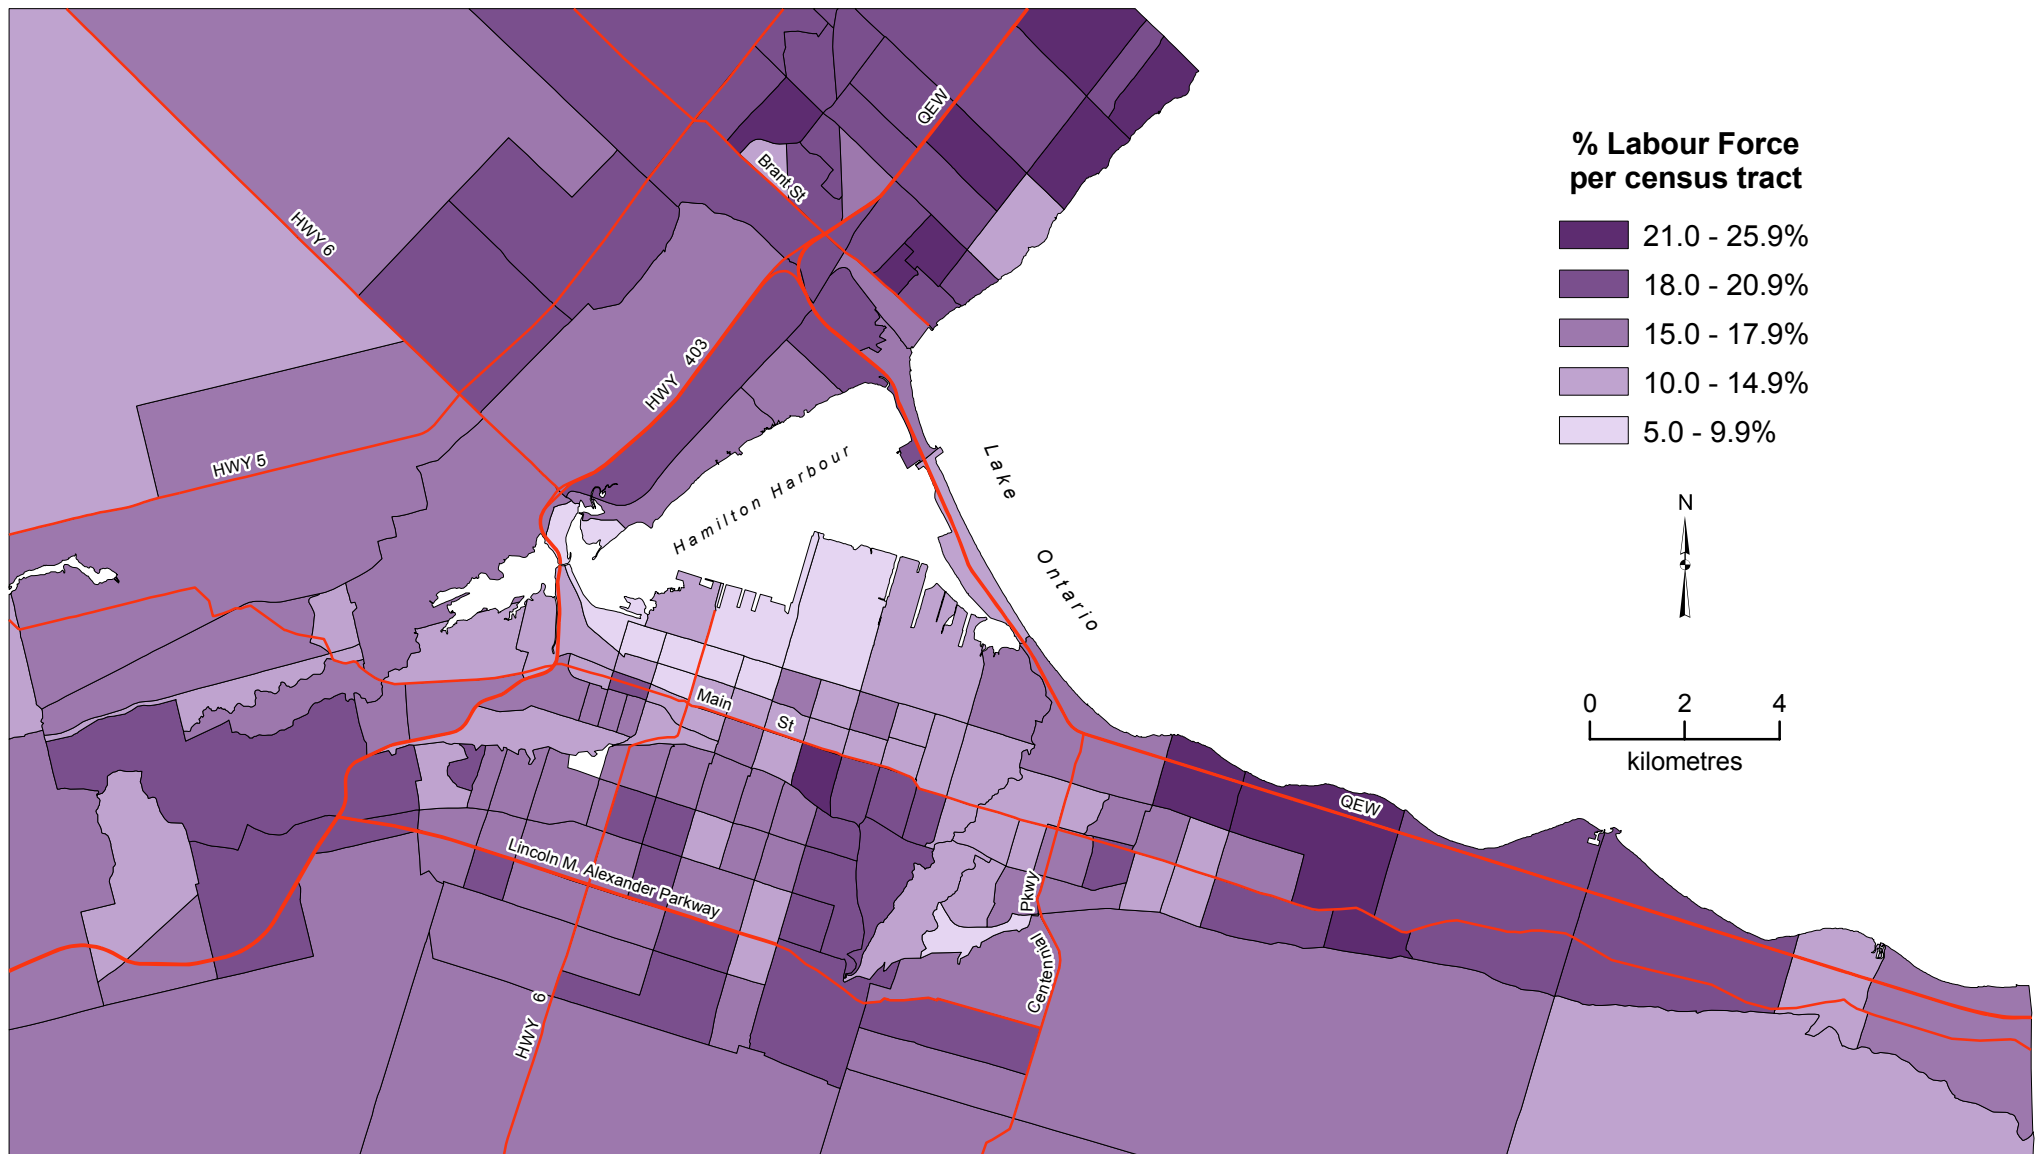 % Labour Force
per census tract
21.0 - 25.9%
18.0 - 20.9%
15.0 - 17.9%
10.0 - 14.9%
5.0 - 9.9%
N
0 2 4
kilometres
QEW
Brant St
HWY 6
HWY 403
HWY 5
Hamilton Harbour
Lake
Ontario
Main
St
QEW
Lincoln M. Alexander Parkway
Centennial
Pkwy
HWY 6